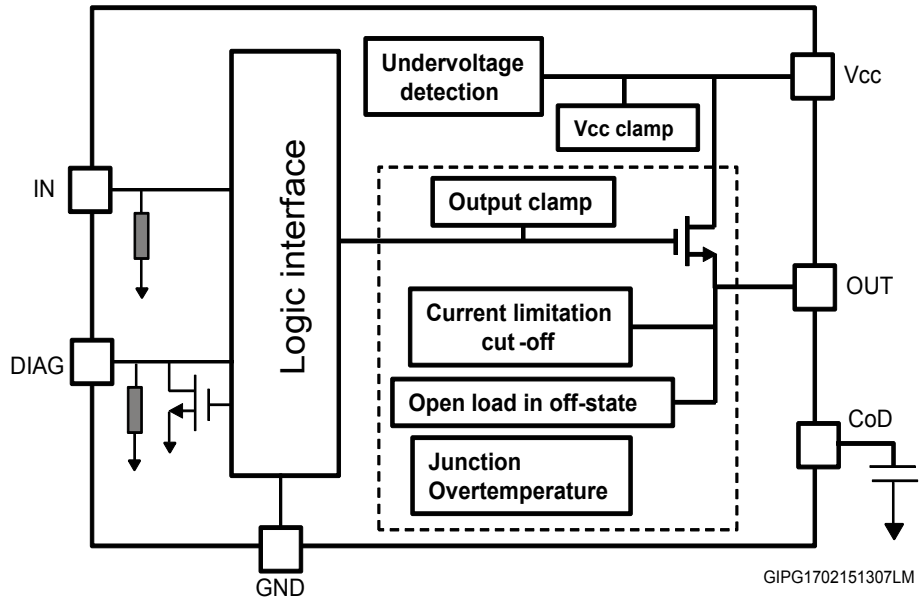 Undervoltage
detection
Vcc
Vcc clamp
Logic interface
IN
Output clamp
OUT
Current limitation
cut-off
DIAG
Open load in off-state
CoD
Junction
Overtemperature
GND
GIPG1702151307LM